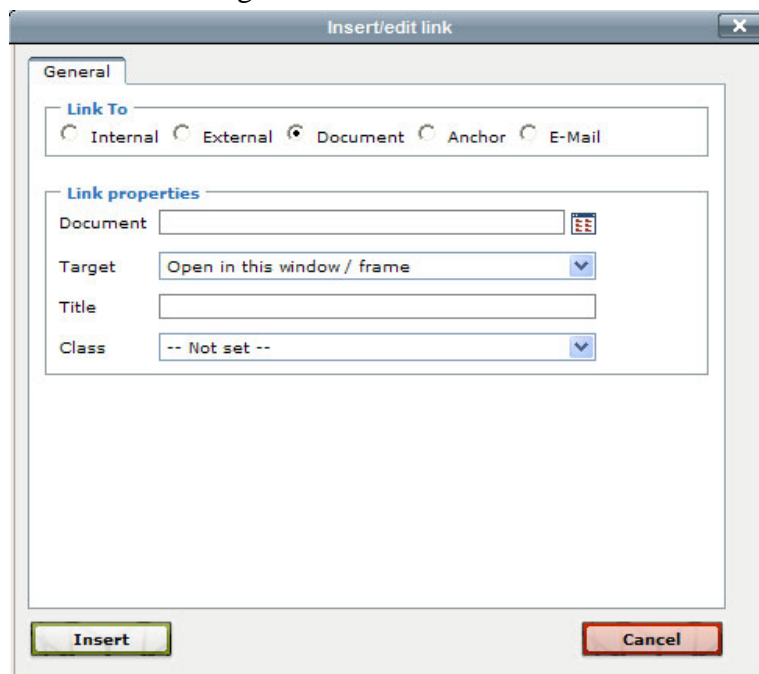 Insert/edit link
General
Link To
Internal External Document Anchor E-Mail
Link properties
Document
Target Open in this window / frame
Title
Class -- Not set --
Insert Cancel